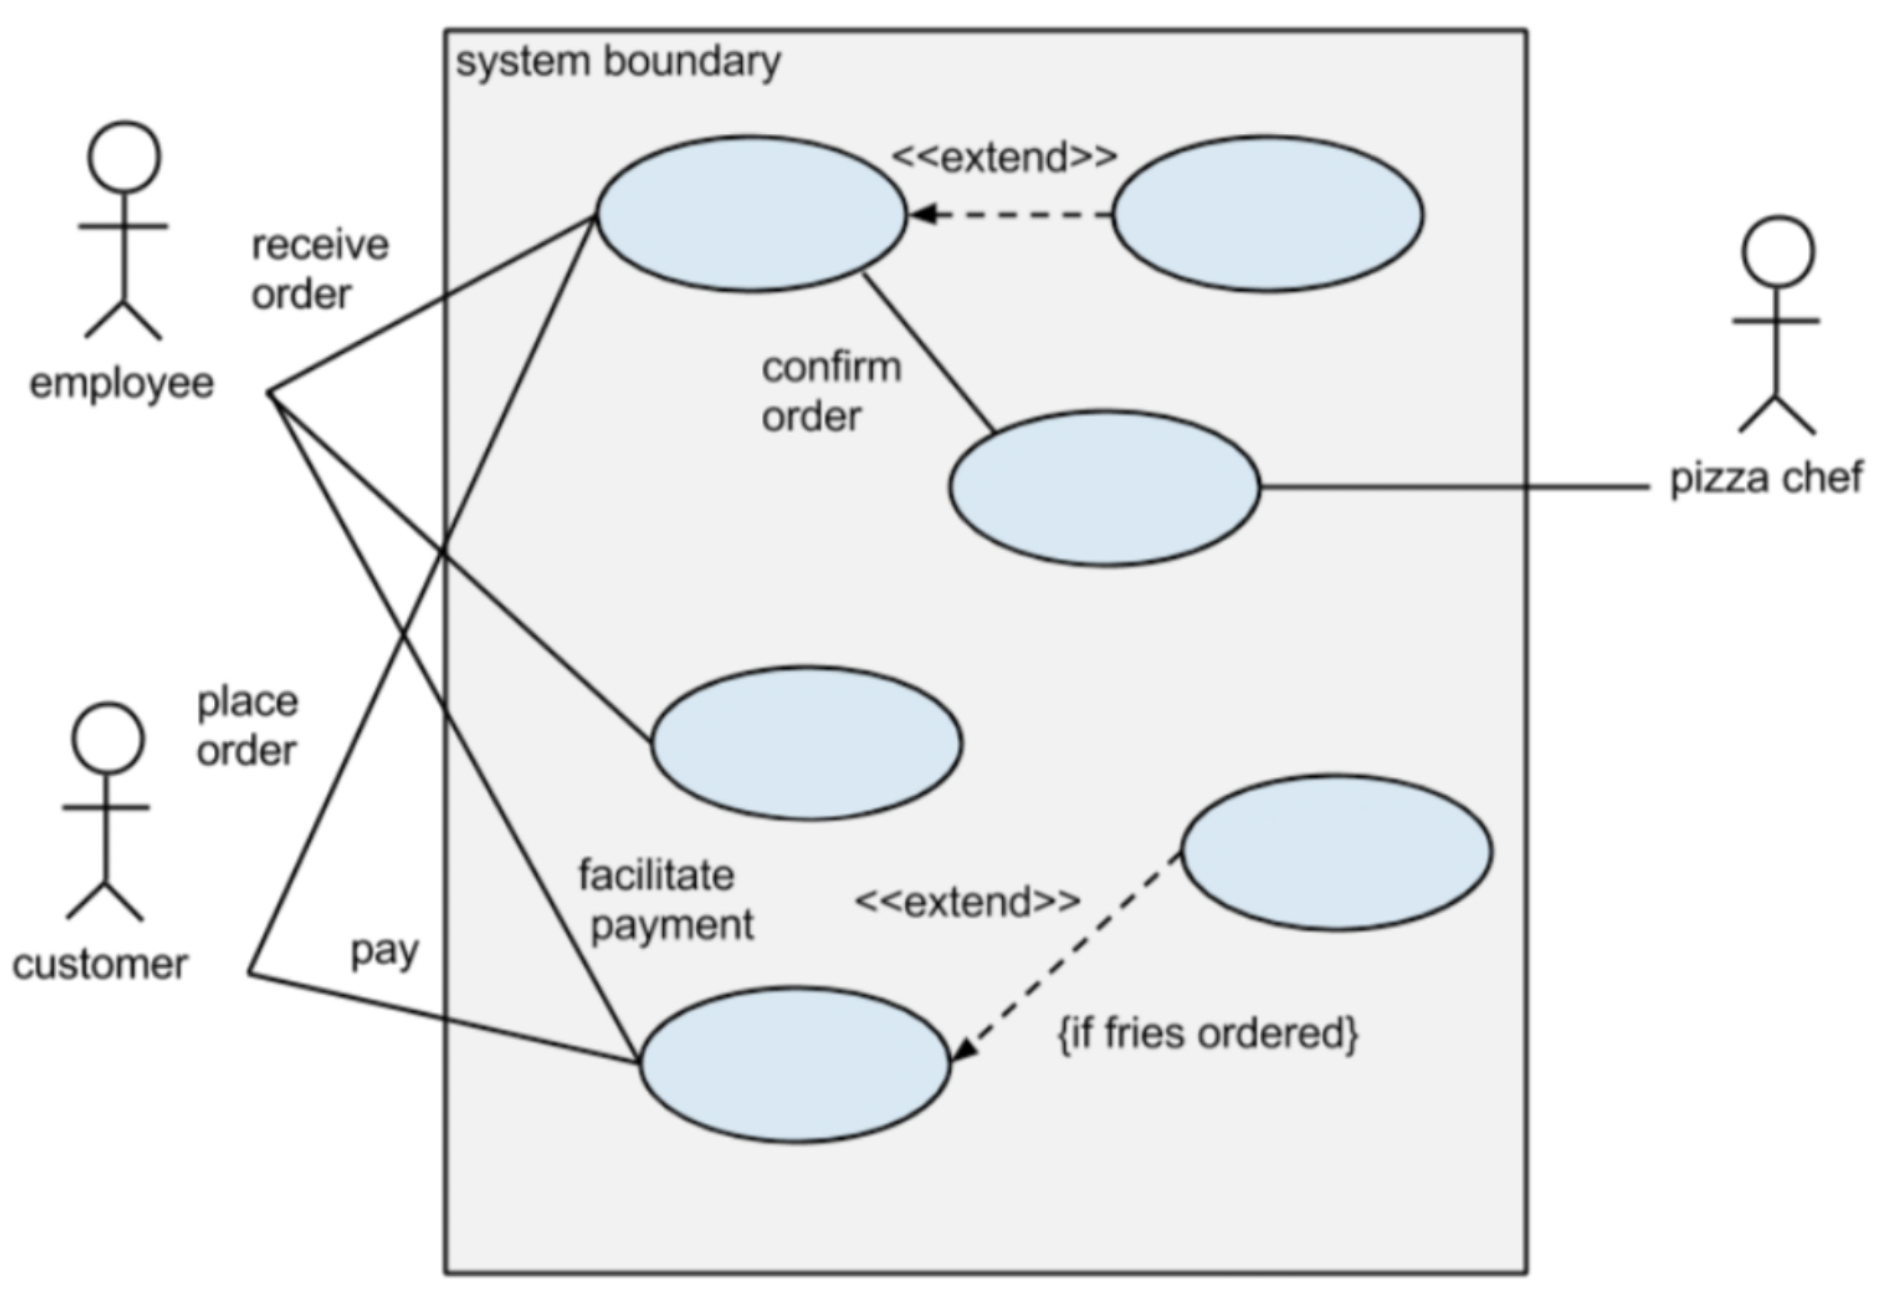 system boundary
<<extend>>
receive
order
employee
confirm
order
pizza chef
place
order
customer
pay
facilitate
payment
<<extend>>
{if fries ordered}